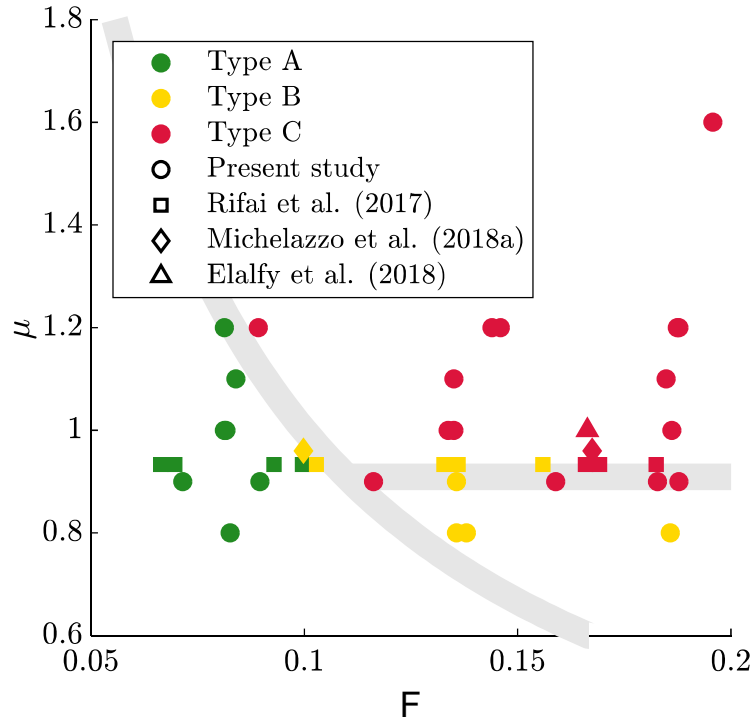 1.8
1.6
1.4
1.2
1
0.8
0.6
μ
Type A
Type B
Type C
Present study
Rifai et al. (2017)
Michelazzo et al. (2018a)
Elalfy et al. (2018)
0.05
0.1
0.15
0.2
F